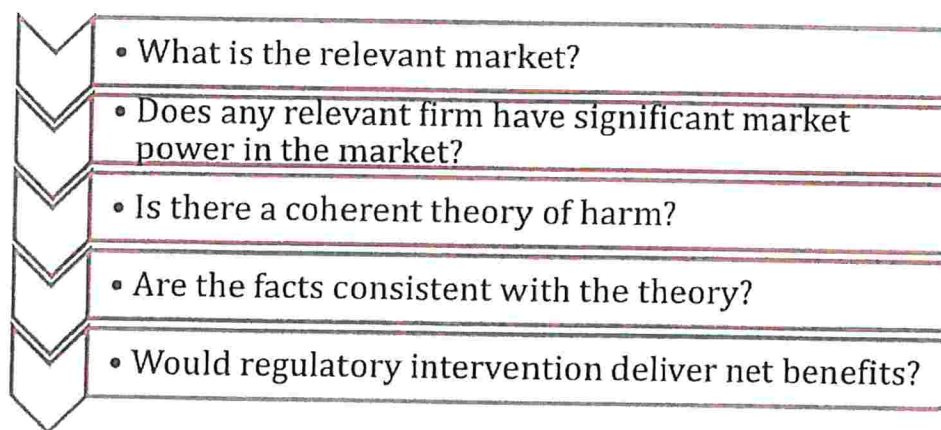 • What is the relevant market?
• Does any relevant firm have significant market
power in the market?
• Is there a coherent theory of harm?
• Are the facts consistent with the theory?
• Would regulatory intervention deliver net benefits?